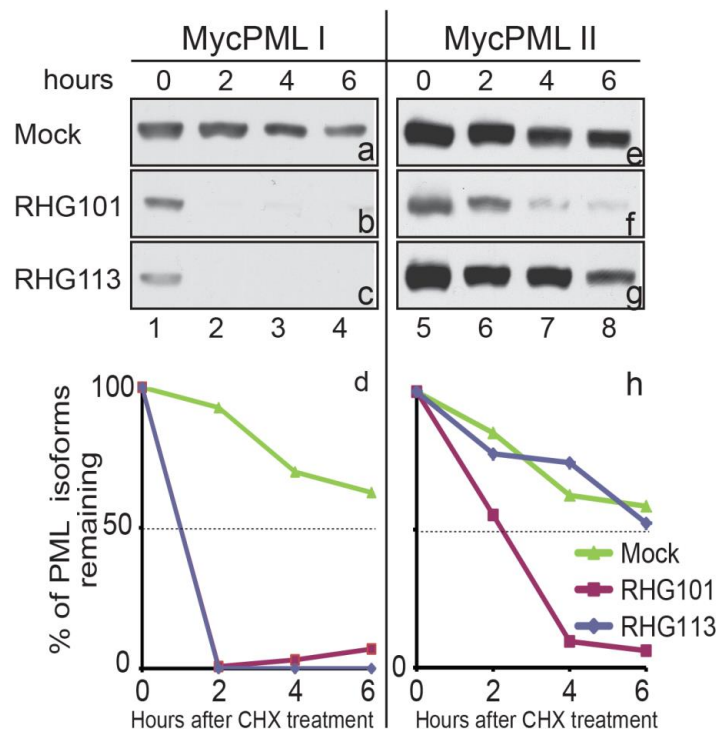 MycPML I MycPML II
hours 0 2 4 6 0 2 4 6
Mock a e
RHG101 b f
RHG113 c g
1 2 3 4 5 6 7 8
% of PML isoforms
remaining
100 d h
50
Mock
RHG101
RHG113
0 0
0 2 4 6 0 2 4 6
Hours after CHX treatment Hours after CHX treatment